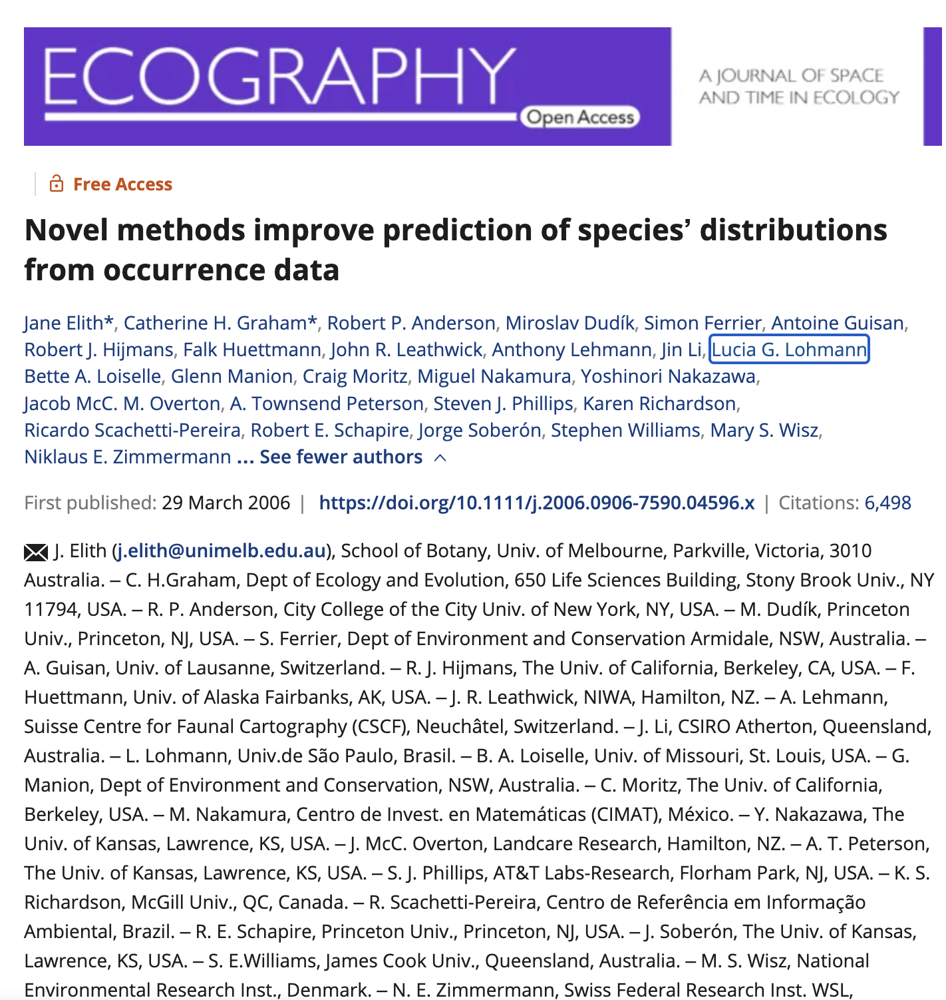 ECOGRAPHY
Open Access
A JOURNAL OF SPACE
AND TIME IN ECOLOGY
Free Access
Novel methods improve prediction of species’ distributions
from occurrence data
Jane Elith*, Catherine H. Graham*, Robert P. Anderson, Miroslav Dudík, Simon Ferrier, Antoine Guisan,
Robert J. Hijmans, Falk Huettmann, John R. Leathwick, Anthony Lehmann, Jin Li, Lucia G. Lohmann
Bette A. Loiselle, Glenn Manion, Craig Moritz, Miguel Nakamura, Yoshinori Nakazawa,
Jacob McC. M. Overton, A. Townsend Peterson, Steven J. Phillips, Karen Richardson,
Ricardo Scachetti-Pereira, Robert E. Schapire, Jorge Soberón, Stephen Williams, Mary S. Wisz,
Niklaus E. Zimmermann ... See fewer authors
First published: 29 March 2006 | https://doi.org/10.1111/j.2006.0906-7590.04596.x | Citations: 6,498
J. Elith (j.elith@unimelb.edu.au), School of Botany, Univ. of Melbourne, Parkville, Victoria, 3010
Australia. – C. H.Graham, Dept of Ecology and Evolution, 650 Life Sciences Building, Stony Brook Univ., NY
11794, USA. – R. P. Anderson, City College of the City Univ. of New York, NY, USA. – M. Dudík, Princeton
Univ., Princeton, NJ, USA. – S. Ferrier, Dept of Environment and Conservation Armidale, NSW, Australia. –
A. Guisan, Univ. of Lausanne, Switzerland. – R. J. Hijmans, The Univ. of California, Berkeley, CA, USA. – F.
Huettmann, Univ. of Alaska Fairbanks, AK, USA. – J. R. Leathwick, NIWA, Hamilton, NZ. – A. Lehmann,
Suisse Centre for Faunal Cartography (CSCF), Neuchâtel, Switzerland. – J. Li, CSIRO Atherton, Queensland,
Australia. – L. Lohmann, Univ.de São Paulo, Brasil. – B. A. Loiselle, Univ. of Missouri, St. Louis, USA. – G.
Manion, Dept of Environment and Conservation, NSW, Australia. – C. Moritz, The Univ. of California,
Berkeley, USA. – M. Nakamura, Centro de Invest. en Matemáticas (CIMAT), México. – Y. Nakazawa, The
Univ. of Kansas, Lawrence, KS, USA. – J. McC. Overton, Landcare Research, Hamilton, NZ. – A. T. Peterson,
The Univ. of Kansas, Lawrence, KS, USA. – S. J. Phillips, AT&T Labs-Research, Florham Park, NJ, USA. – K. S.
Richardson, McGill Univ., QC, Canada. – R. Scachetti-Pereira, Centro de Referência em Informação
Ambiental, Brazil. – R. E. Schapire, Princeton Univ., Princeton, NJ, USA. – J. Soberón, The Univ. of Kansas,
Lawrence, KS, USA. – S. E.Williams, James Cook Univ., Queensland, Australia. – M. S. Wisz, National
Environmental Research Inst., Denmark. – N. E. Zimmermann, Swiss Federal Research Inst. WSL,